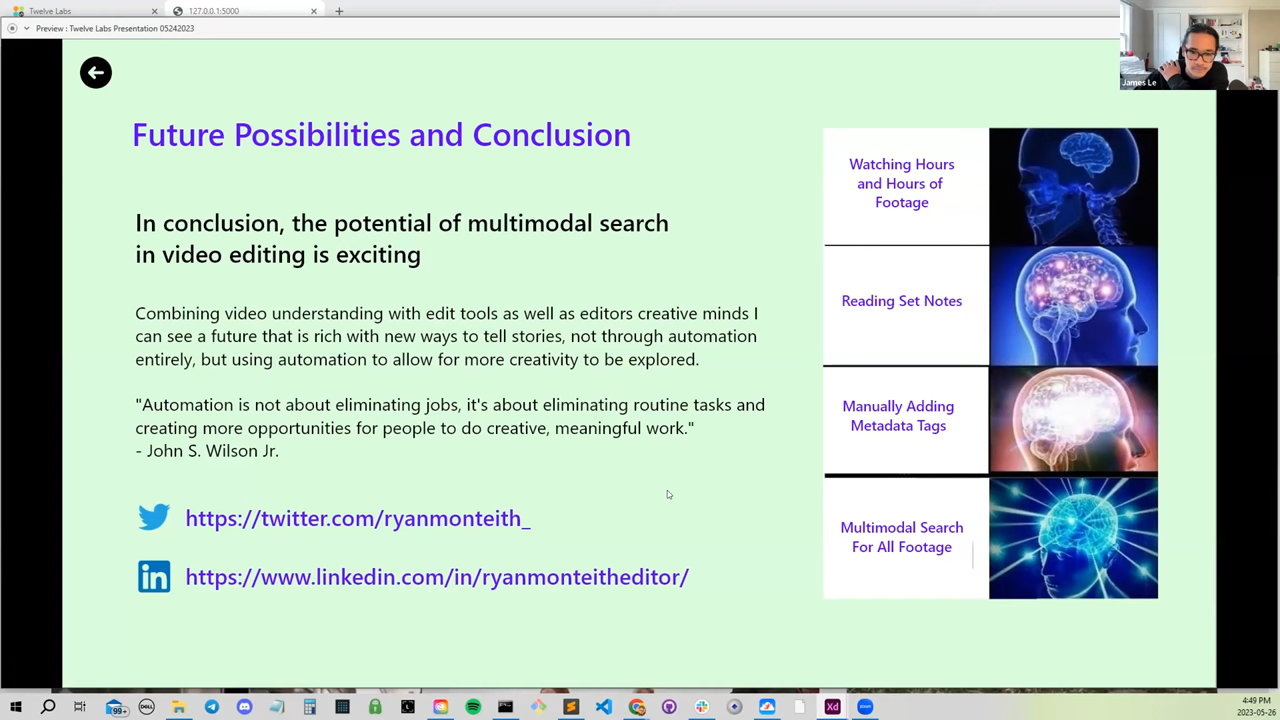 Twelve Labs
127.0.0.1:5000
Preview : Twelve Labs Presentation 05242023
James Le
Future Possibilities and Conclusion
In conclusion, the potential of multimodal search
in video editing is exciting
Combining video understanding with edit tools as well as editors creative minds I
can see a future that is rich with new ways to tell stories, not through automation
entirely, but using automation to allow for more creativity to be explored.
"Automation is not about eliminating jobs, it's about eliminating routine tasks and
creating more opportunities for people to do creative, meaningful work."
- John S. Wilson Jr.
https://twitter.com/ryanmonteith_
in https://www.linkedin.com/in/ryanmonteitheditor/
Watching Hours
and Hours of
Footage
Reading Set Notes
Manually Adding
Metadata Tags
Multimodal Search
For All Footage
99+
DELL
Xd
zoom
4:49 PM
2023-05-26